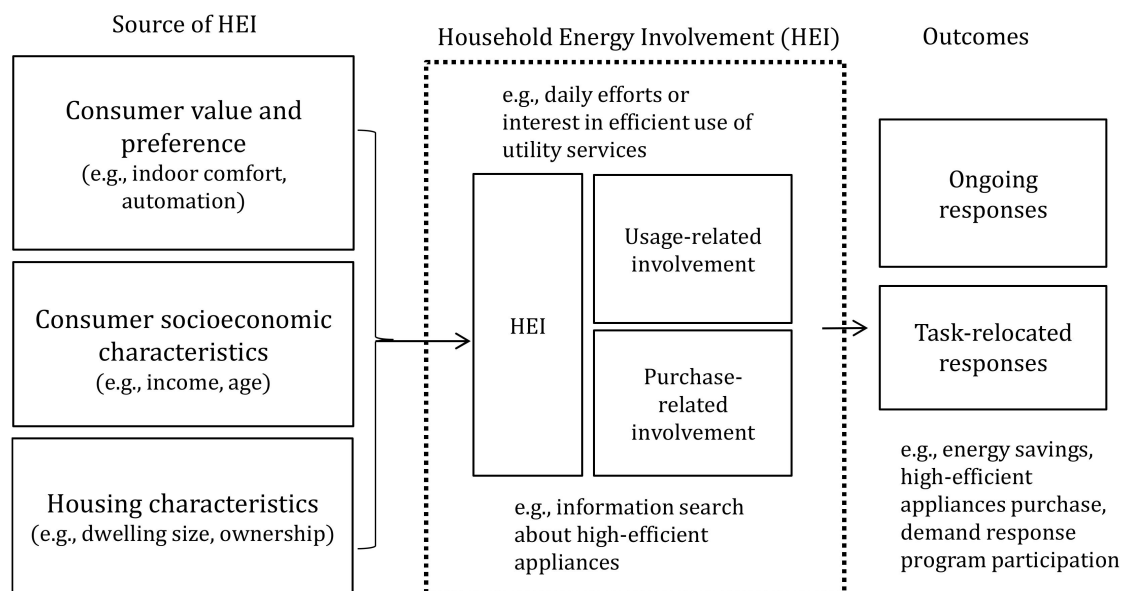 Source of HEI
Consumer value and
preference
(e.g., indoor comfort,
automation)
Consumer socioeconomic
characteristics
(e.g., income, age)
Housing characteristics
(e.g., dwelling size, ownership)
Household Energy Involvement (HEI)
e.g., daily efforts or
interest in efficient use of
utility services
HEI
Usage-related
involvement
Purchase-
related
involvement
e.g., information search
about high-efficient
appliances
Outcomes
Ongoing
responses
Task-relocated
responses
e.g., energy savings,
high-efficient
appliances purchase,
demand response
program participation